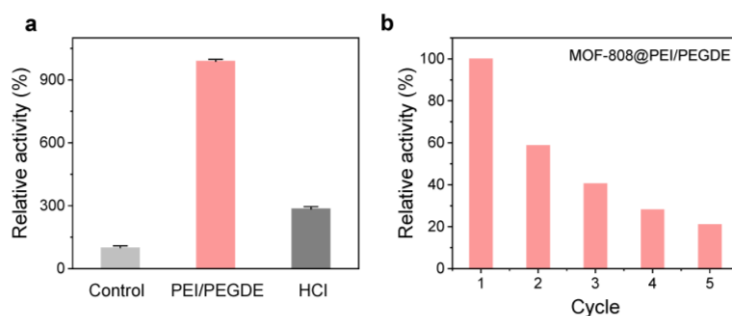 a
Relative activity (%)
900
600
300
0
Control PEI/PEGDE HCl
b
MOF-808@PEI/PEGDE
Relative activity (%)
100
80
60
40
20
0
1 2 3 4 5
Cycle